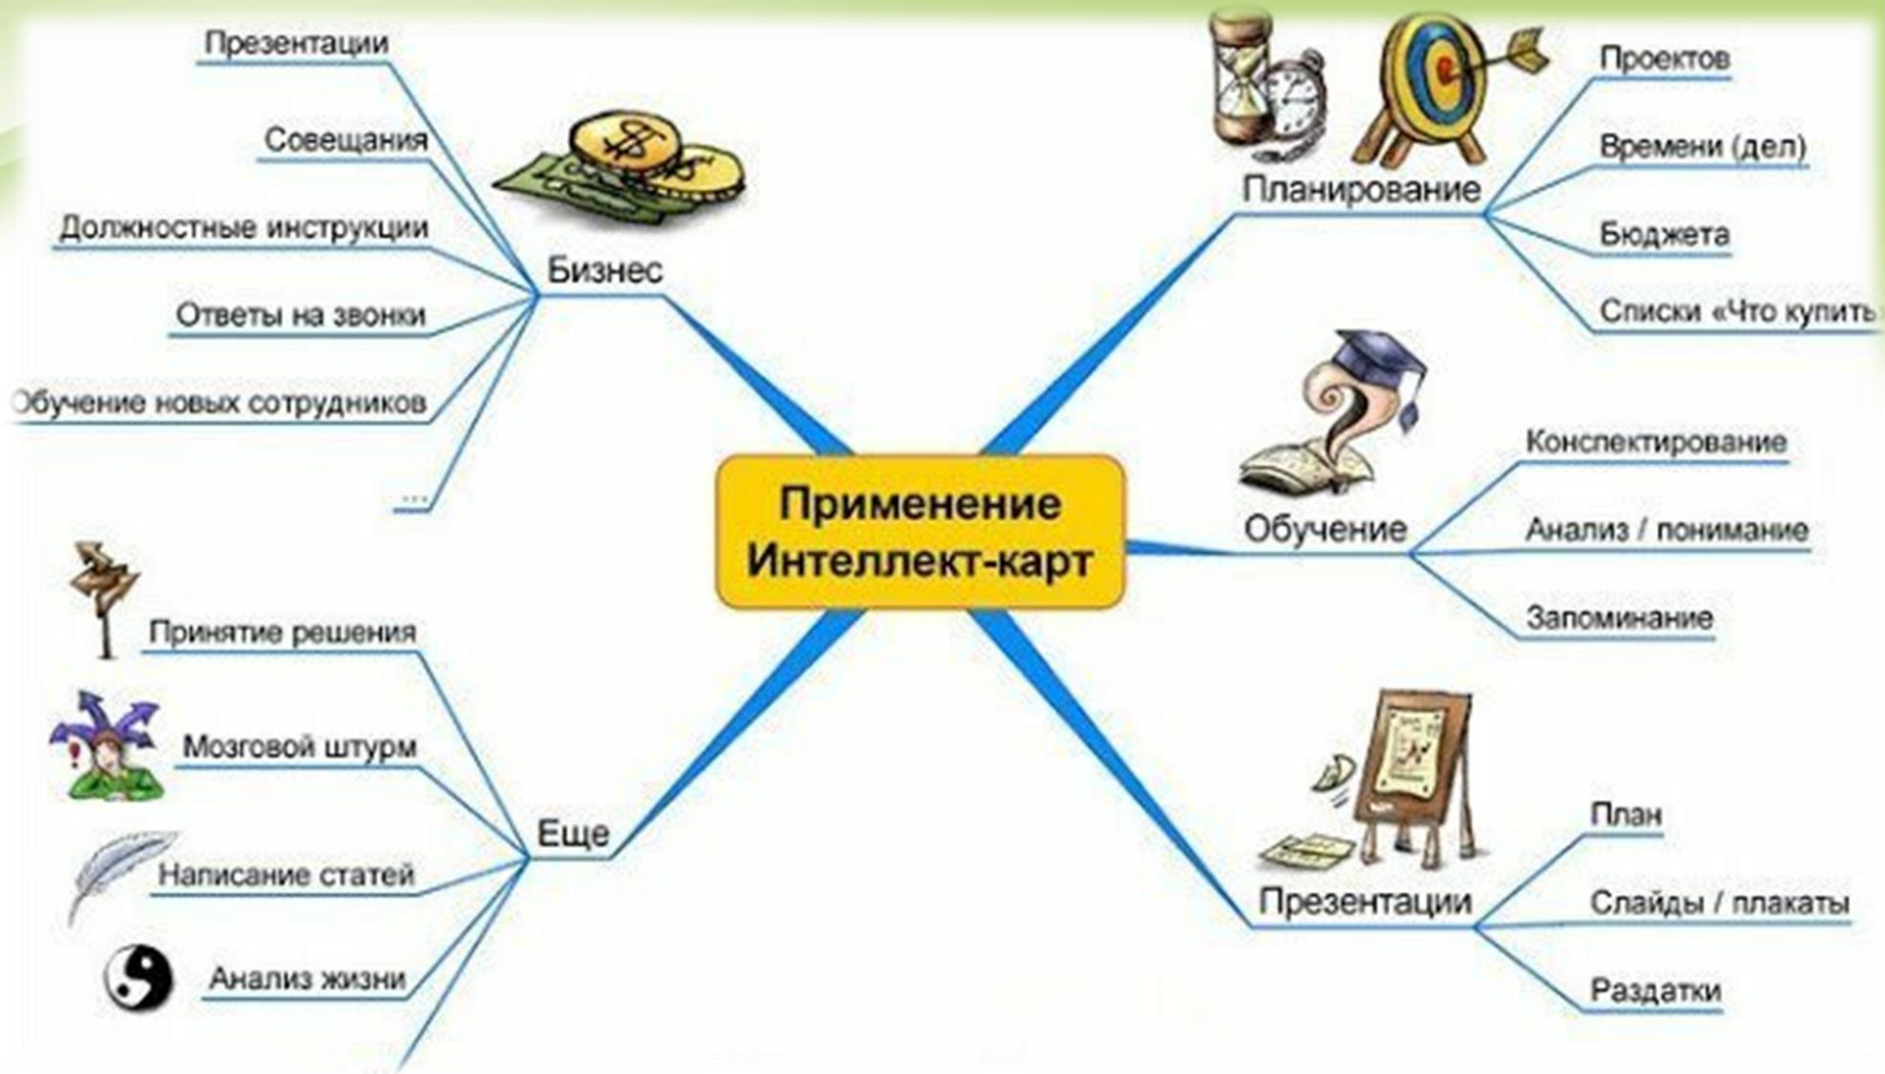 Применение
Интеллект-карт
Бизнес
Презентации
Совещания
Должностные инструкции
Ответы на звонки
Обучение новых сотрудников
...
Еще
Принятие решения
Мозговой штурм
Написание статей
Анализ жизни
Планирование
Проектов
Времени (дел)
Бюджета
Списки «Что купить»
Обучение
Конспектирование
Анализ / понимание
Запоминание
Презентации
План
Слайды / плакаты
Раздатки